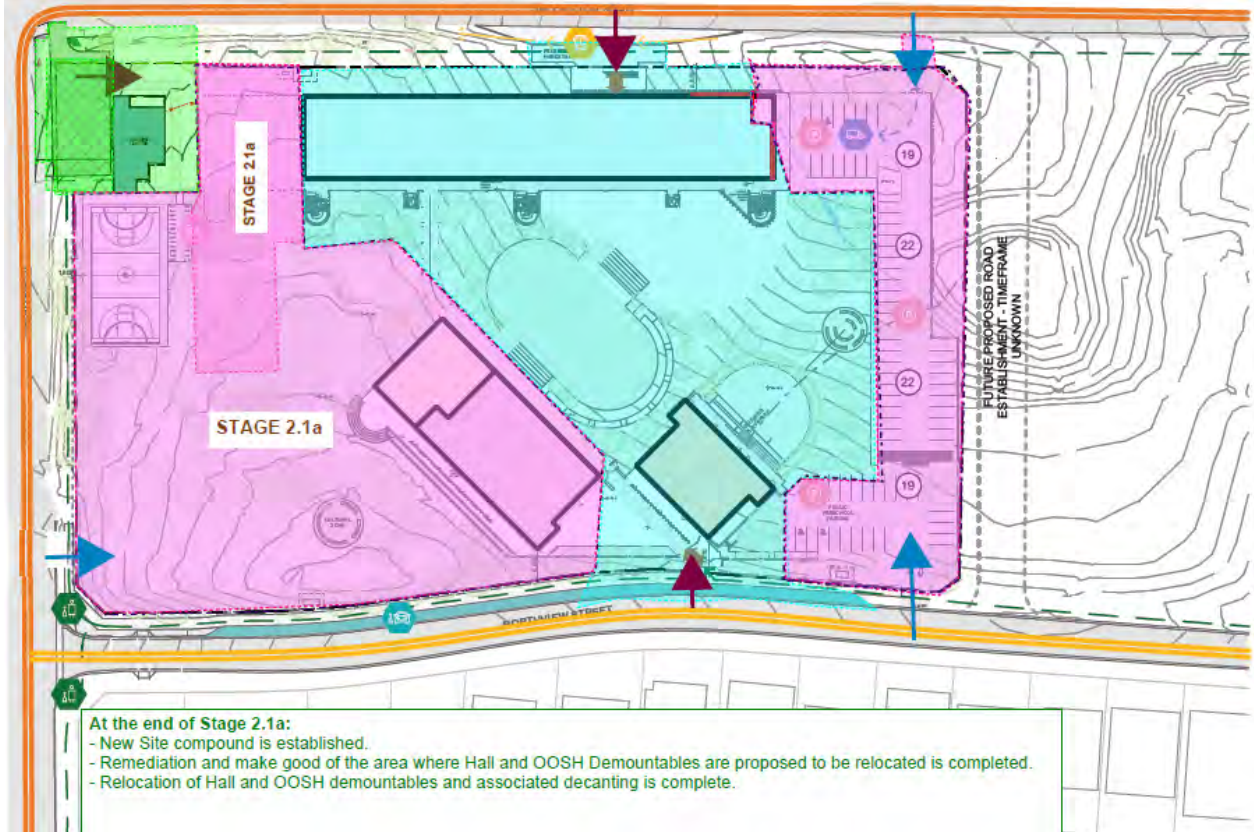 STAGE 2.1a
19
22
FUTURE PROPOSED ROAD
ESTABLISHMENT - TIMEFRAME
UNKNOWN
22
STAGE 2.1a
19
STREET
At the end of Stage 2.1a:
- New Site compound is established.
- Remediation and make good of the area where Hall and OOSH Demountables are proposed to be relocated is completed.
- Relocation of Hall and OOSH demountables and associated decanting is complete.